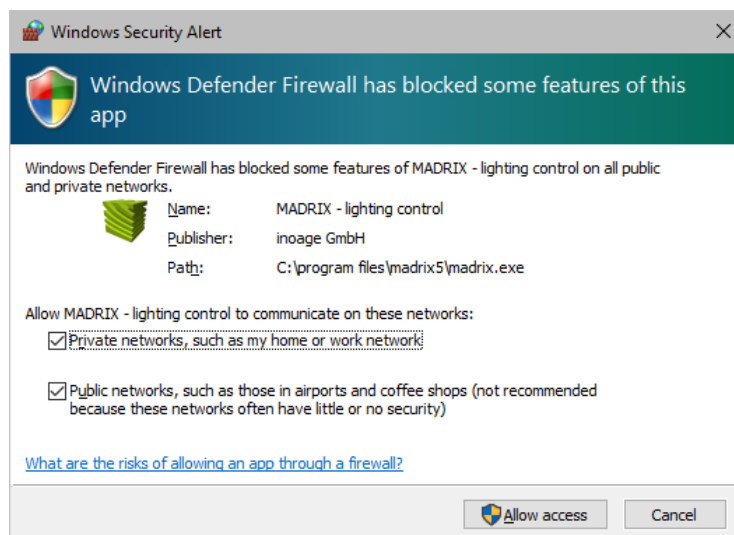 Windows Security Alert
Windows Defender Firewall has blocked some features of this
app
Windows Defender Firewall has blocked some features of MADRIX - lighting control on all public
and private networks.
Name: MADRIX - lighting control
Publisher: inoage GmbH
Path: C:\program files\madrix5\madrix.exe
Allow MADRIX - lighting control to communicate on these networks:
Private networks, such as my home or work network
Public networks, such as those in airports and coffee shops (not recommended
because these networks often have little or no security)
What are the risks of allowing an app through a firewall?
Allow access Cancel